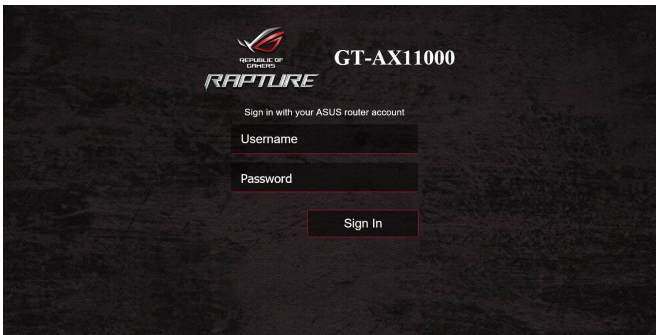 REPUBLIC OF
GAMERS
GT-AX11000
RAPTURE
Sign in with your ASUS router account
Username
Password
Sign In